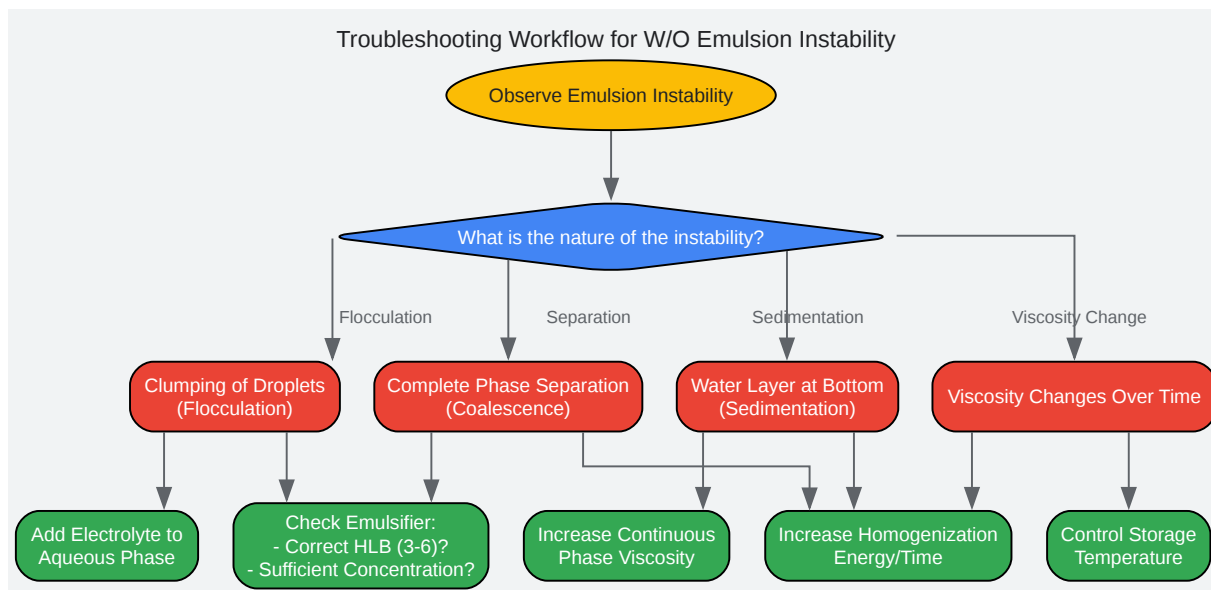 Troubleshooting Workflow for W/O Emulsion Instability
Observe Emulsion Instability
What is the nature of the instability?
Flocculation
Separation
Sedimentation
Viscosity Change
Clumping of Droplets
(Flocculation)
Complete Phase Separation
(Coalescence)
Water Layer at Bottom
(Sedimentation)
Viscosity Changes Over Time
Add Electrolyte to
Aqueous Phase
Check Emulsifier:
- Correct HLB (3-6)?
- Sufficient Concentration?
Increase Continuous
Phase Viscosity
Increase Homogenization
Energy/Time
Control Storage
Temperature